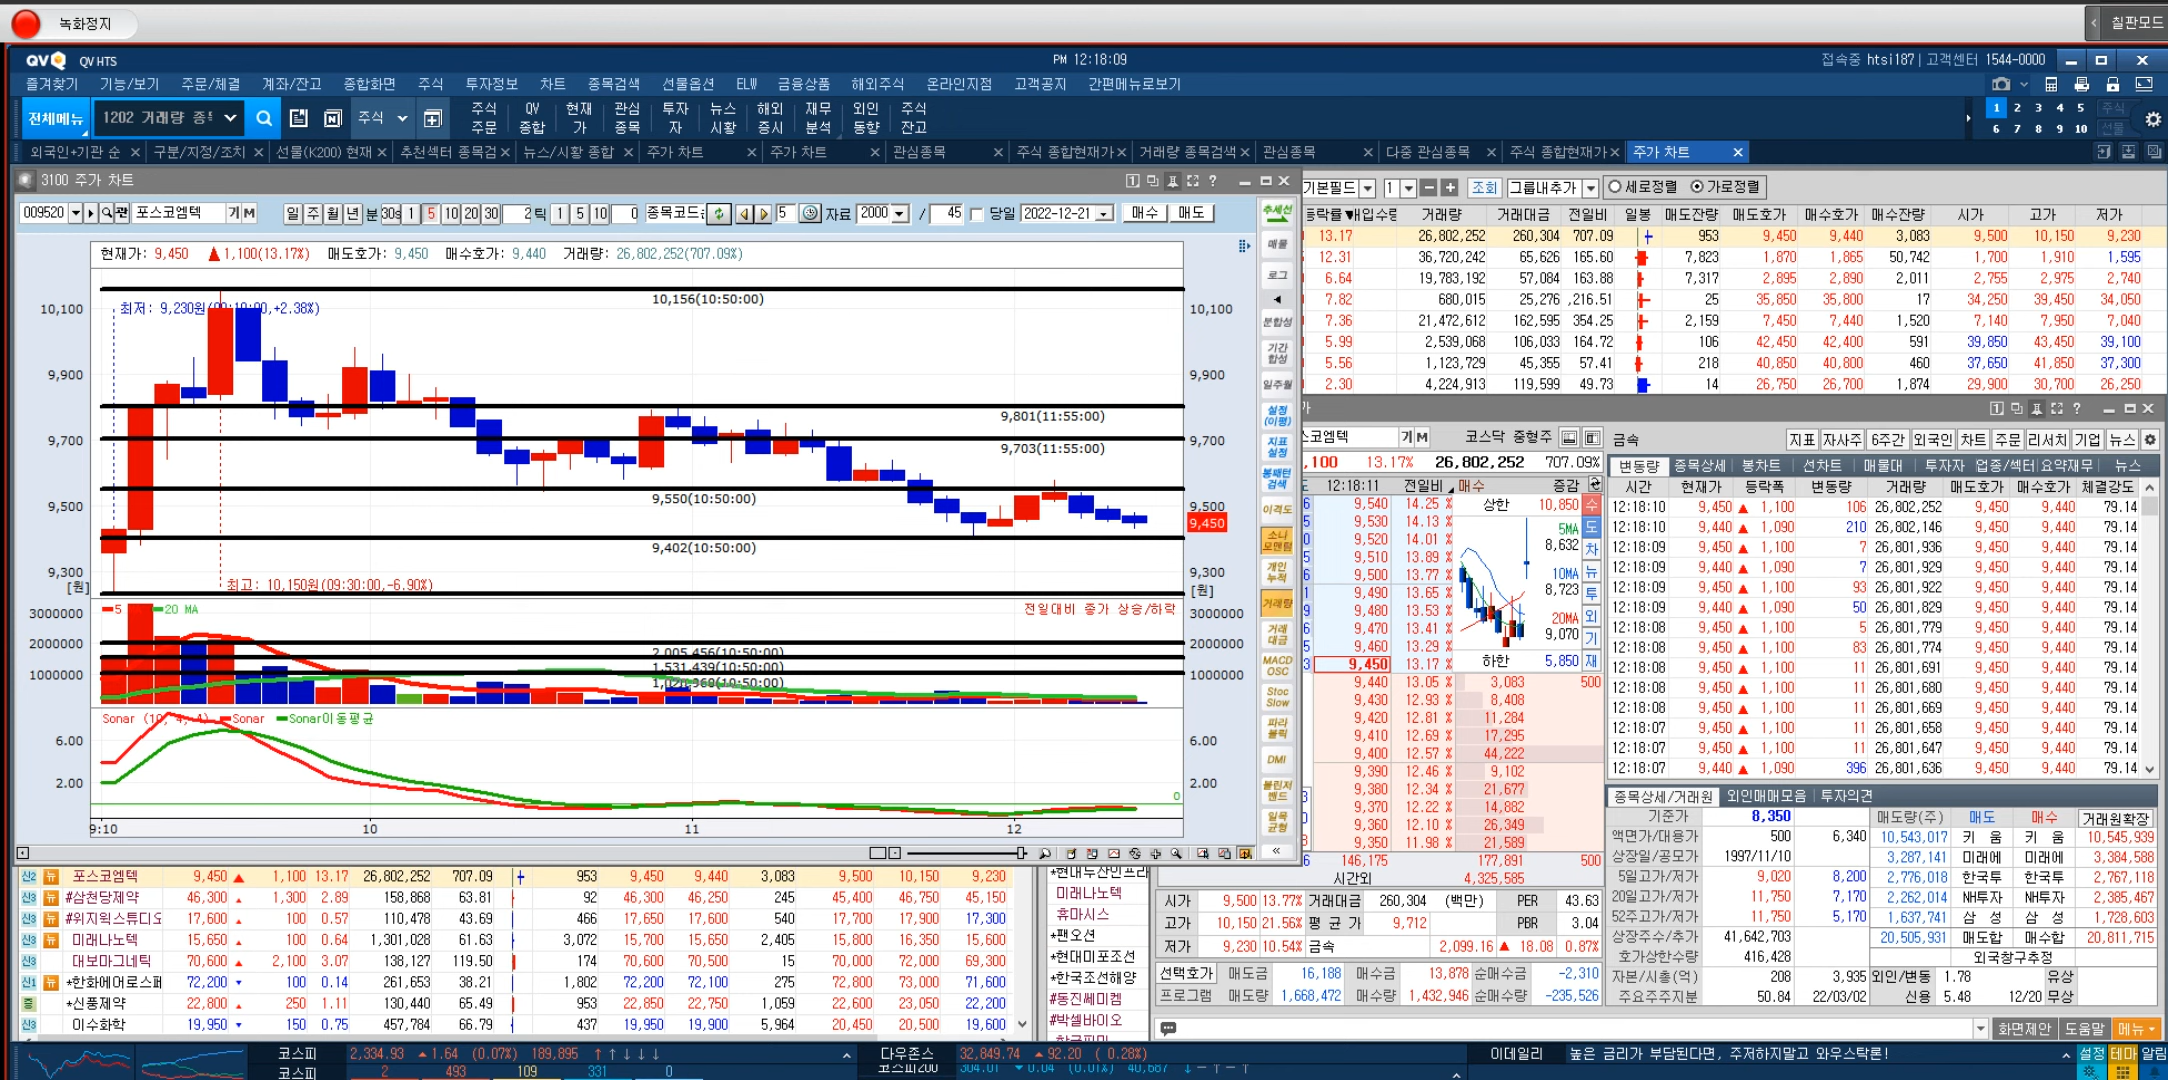 녹화정지
칠판모드
QV QV HTS
PM 12:18:09
접속중 htsi187 | 고객센터 1544-0000
즐겨찾기 기능/보기 주문/체결 계좌/잔고 종합화면 주식 투자정보 차트 종목검색 선물옵션 ELW 금융상품 해외주식 온라인지점 고객공지 간편메뉴로보기
전체메뉴 1202 거래량 주식 주식 주문 QV 종합 현재가 관심종목 투자자 뉴스시황 해외증시 재무분석 외인동향 주식잔고
1 2 3 4 5 주식
6 7 8 9 10 선물
외국인+기관 순 구분/지정/조치 선물(K200) 현재 추천섹터 종목검 뉴스/시황 종합 주가 차트 주가 차트 관심종목 주식 종합현재가 거래량 종목검색 관심종목 다중 관심종목 주식 종합현재가 주가 차트
3100 주가 차트
009520 포스코엠텍 일 주 월 년 분 30s 1 5 10 20 30 2 틱 1 5 10 0 종목코드 5 자료 2000 / 45 당일 2022-12-21 매수 매도
현재가: 9,450 ▲1,100(13.17%) 매도호가: 9,450 매수호가: 9,440 거래량: 26,802,252(707.09%)
10,156(10:50:00)
최저: 9,230원(09:10:00,+2.38%)
9,801(11:55:00)
9,703(11:55:00)
9,550(10:50:00)
9,402(10:50:00)
최고: 10,150원(09:30:00,-6.90%)
10,100
9,900
9,700
9,500
9,300
[원]
10,100
9,900
9,700
9,500
9,450
9,300
[원]
5 20 MA
전일대비 종가 상승/하락
3000000
2000000
1000000
3000000
2000000
1000000
2,005,456(10:50:00)
1,531,439(10:50:00)
Sonar Sonar이동평균
6.00
2.00
6.00
2.00
0
9:10 10 11 12
추세선
매물
로그
분합성
기간합성
일주월
설정(이평)
지표설정
봉패턴검색
이격도
소나모멘텀
개인누적
거래량
거래대금
MACD OSC
Stoc Slow
파라볼릭
DMI
볼린저밴드
일목균형
기본필드 1 조회 그룹내추가 세로정렬 가로정렬
등락률 거래량 거래대금 전일비 일봉 매도잔량 매도호가 매수호가 매수잔량 시가 고가 저가
13.17 26,802,252 260,304 707.09 953 9,450 9,440 3,083 9,500 10,150 9,230
12.31 36,720,242 65,626 165.60 7,823 1,870 1,865 50,742 1,700 1,910 1,595
6.64 19,783,192 57,084 163.88 7,317 2,895 2,890 2,011 2,755 2,975 2,740
7.82 680,015 25,276 ,216.51 25 35,850 35,800 17 34,250 39,450 34,050
7.36 21,472,612 162,595 354.25 2,159 7,450 7,440 1,520 7,140 7,950 7,040
5.99 2,539,068 106,033 164.72 106 42,450 42,400 591 39,850 43,450 39,100
5.56 1,123,729 45,355 57.41 218 40,850 40,800 460 37,650 41,850 37,300
2.30 4,224,913 119,599 49.73 14 26,750 26,700 1,874 29,900 30,700 26,250
스코엠텍 코스닥 중형주 금속 지표 자사주 6주간 외국인 차트 주문 리서치 기업 뉴스
,100 13.17% 26,802,252 707.09%
12:18:11 전일비 매수 증감
9,540 14.25 %
9,530 14.13 %
9,520 14.01 %
9,510 13.89 %
9,500 13.77 %
9,490 13.65 %
9,480 13.53 %
9,470 13.41 %
9,460 13.29 %
9,450 13.17 %
9,440 13.05 % 3,083 500
9,430 12.93 % 8,408
9,420 12.81 % 11,284
9,410 12.69 % 17,295
9,400 12.57 % 44,222
9,390 12.46 % 9,102
9,380 12.34 % 21,677
9,370 12.22 % 14,882
9,360 12.10 % 26,349
9,350 11.98 % 21,589
146,175 177,891 500
시간외 4,325,585
상한 10,850
5MA
8,632
10MA
8,723
20MA
9,070
하한 5,850
수
도
차
뉴
투
외
기
재
변동량 종목상세 봉차트 선차트 매물대 투자자 업종/섹터 요약재무 뉴스
시간 현재가 등락폭 변동량 거래량 매도호가 매수호가 체결강도
12:18:10 9,450 ▲ 1,100 106 26,802,252 9,450 9,440 79.14
12:18:10 9,440 ▲ 1,090 210 26,802,146 9,450 9,440 79.14
12:18:09 9,450 ▲ 1,100 7 26,801,936 9,450 9,440 79.14
12:18:09 9,440 ▲ 1,090 7 26,801,929 9,450 9,440 79.14
12:18:09 9,450 ▲ 1,100 93 26,801,922 9,450 9,440 79.14
12:18:09 9,440 ▲ 1,090 50 26,801,829 9,450 9,440 79.14
12:18:08 9,450 ▲ 1,100 5 26,801,779 9,450 9,440 79.14
12:18:08 9,450 ▲ 1,100 83 26,801,774 9,450 9,440 79.14
12:18:08 9,450 ▲ 1,100 11 26,801,691 9,450 9,440 79.14
12:18:08 9,450 ▲ 1,100 11 26,801,680 9,450 9,440 79.14
12:18:08 9,450 ▲ 1,100 11 26,801,669 9,450 9,440 79.14
12:18:07 9,450 ▲ 1,100 11 26,801,658 9,450 9,440 79.14
12:18:07 9,450 ▲ 1,100 11 26,801,647 9,450 9,440 79.14
12:18:07 9,440 ▲ 1,090 396 26,801,636 9,450 9,440 79.14
종목상세/거래원 외인매매모음 투자의견
기준가 8,350 매도량(주) 매도 매수 거래원확장
액면가/대용가 500 6,340 10,543,017 키 움 키 움 10,545,939
상장일/공모가 1997/11/10 3,287,141 미래에 미래에 3,384,588
5일고가/저가 9,020 8,200 2,776,018 한국투 한국투 2,767,118
20일고가/저가 11,750 7,170 2,262,014 NH투자 NH투자 2,385,467
52주고가/저가 11,750 5,170 1,637,741 삼 성 삼 성 1,728,603
상장주수/추가 41,642,703 20,505,931 매도합 매수합 20,811,715
호가상한수량 416,428 외국창구추정
자본/시총(억) 208 3,935 외인/변동 1.78 유상
주요주주지분 50.84 22/03/02 신용 5.48 12/20 무상
시가 9,500 13.77% 거래대금 260,304 (백만) PER 43.63
고가 10,150 21.56% 평 균 가 9,712 PBR 3.04
저가 9,230 10.54% 금속 2,099.16 ▲ 18.08 0.87%
선택호가 매도금 16,188 매수금 13,878 순매수금 -2,310
프로그램 매도량 1,668,472 매수량 1,432,946 순매수량 -235,526
화면제안 도움말 메뉴
신2 뉴 포스코엠텍 9,450 ▲ 1,100 13.17 26,802,252 707.09 953 9,450 9,440 3,083 9,500 10,150 9,230
신3 뉴 #삼천당제약 46,300 ▲ 1,300 2.89 158,868 63.81 92 46,300 46,250 245 45,400 46,750 45,150
신3 뉴 #위지윅스튜디오 17,600 ▲ 100 0.57 110,478 43.69 466 17,650 17,600 540 17,700 17,900 17,300
신3 뉴 미래나노텍 15,650 ▲ 100 0.64 1,301,028 61.63 3,072 15,700 15,650 2,405 15,800 16,350 15,600
신3 대보마그네틱 70,600 ▲ 2,100 3.07 138,127 119.50 174 70,600 70,500 15 70,000 72,000 69,300
신1 뉴 *한화에어로스페 72,200 ▼ 100 0.14 261,653 38.21 1,802 72,200 72,100 275 72,800 73,000 71,600
증 *신풍제약 22,800 ▲ 250 1.11 130,440 65.49 953 22,850 22,750 1,059 22,600 23,050 22,200
신3 이수화학 19,950 ▼ 150 0.75 457,784 66.79 437 19,950 19,900 5,964 20,450 20,500 19,600
*현대두산인프라
미래나노텍
휴마시스
*팬오션
*현대미포조선
*한국조선해양
#동진쎄미켐
#박셀바이오
코스피 2,334.93 ▲ 1.64 (0.07%) 189,895 ↑ ↑ ↓ ↓ ↓
코스피 2 493 109 331 0
다우존스 32,849.74 ▲ 92.20 ( 0.28%)
코스피200 304.01 ▼ 0.04 (0.01%) 40,687
이데일리 높은 금리가 부담된다면, 주저하지말고 와우스탁론!
설정 테마 알림